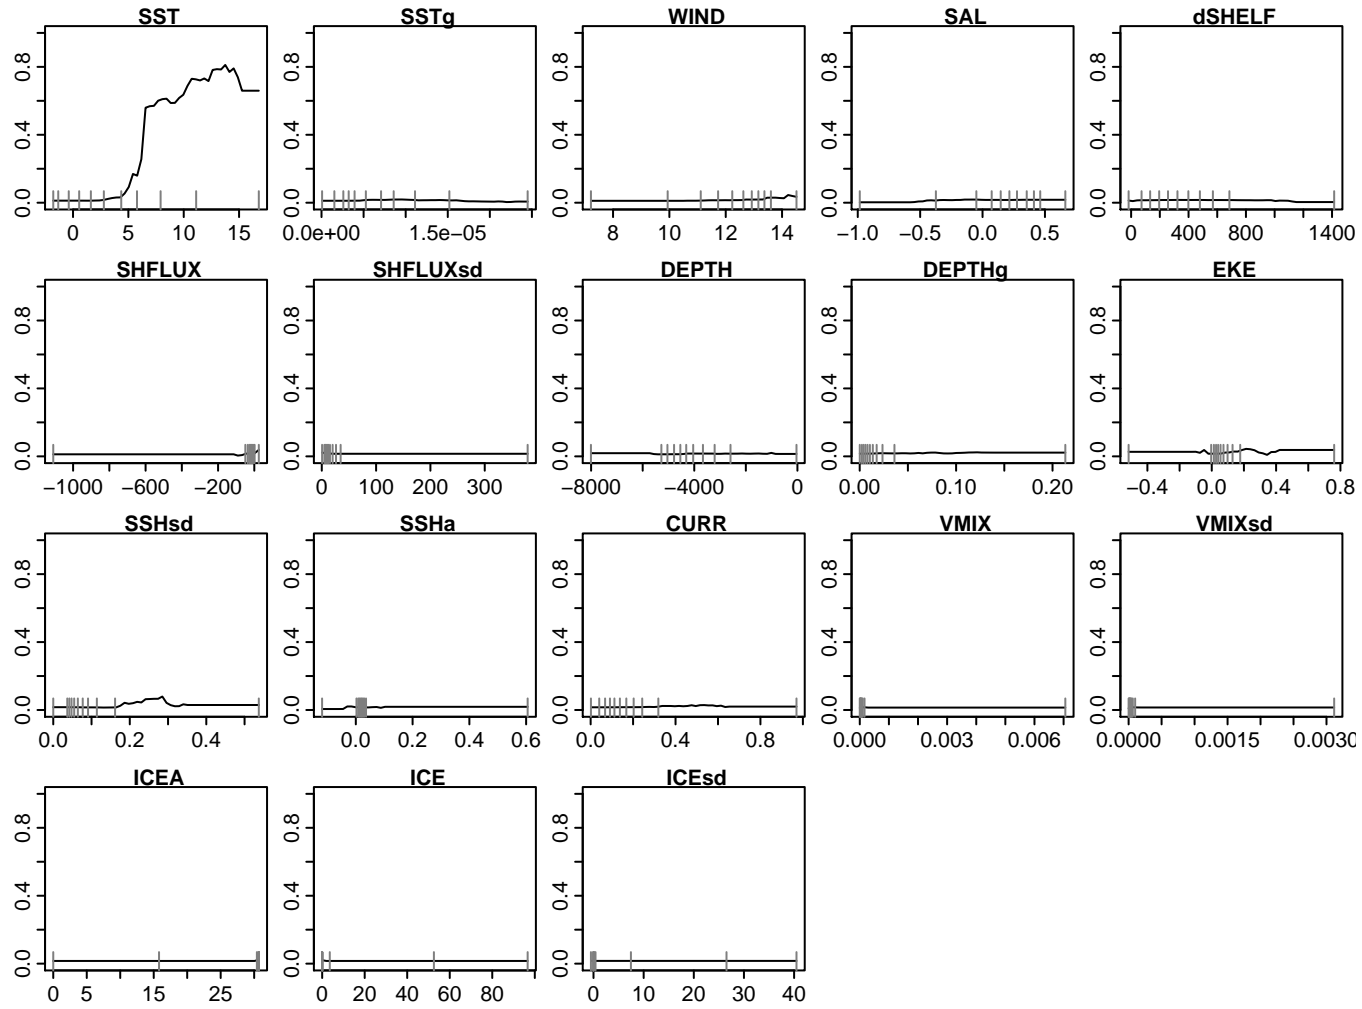 SST SSTg WIND SAL dSHELF
0.0 0.4 0.8
0 5 10 15
0.0 0.4 0.8
0.0e+00 1.5e−05
0.0 0.4 0.8
8 10 12 14
0.0 0.4 0.8
−1.0 −0.5 0.0 0.5
0.0 0.4 0.8
0 400 800 1400
SHFLUX SHFLUXsd DEPTH DEPTHg EKE
0.0 0.4 0.8
−1000 −600 −200
0.0 0.4 0.8
0 100 200 300
0.0 0.4 0.8
−8000 −4000 0
0.0 0.4 0.8
0.00 0.10 0.20
0.0 0.4 0.8
−0.4 0.0 0.4 0.8
SSHsd SSHa CURR VMIX VMIXsd
0.0 0.4 0.8
0.0 0.2 0.4
0.0 0.4 0.8
0.0 0.2 0.4 0.6
0.0 0.4 0.8
0.0 0.4 0.8
0.0 0.4 0.8
0.000 0.003 0.006
0.0 0.4 0.8
0.0000 0.0015 0.0030
ICEA ICE ICEsd
0.0 0.4 0.8
0 5 15 25
0.0 0.4 0.8
0 20 40 60 80
0.0 0.4 0.8
0 10 20 30 40